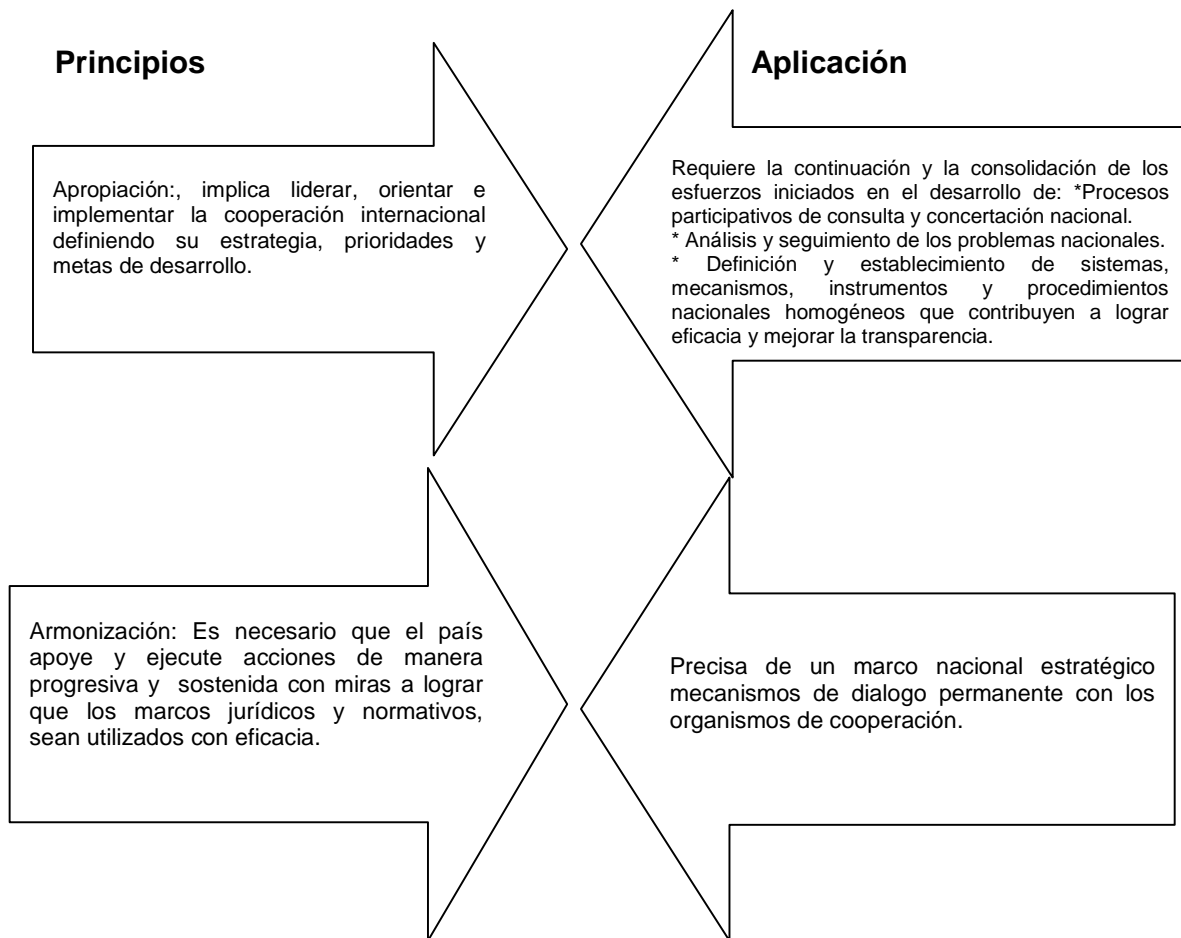 Principios
Aplicación
Apropiación:, implica liderar, orientar e
implementar la cooperación internacional
definiendo su estrategia, prioridades y
metas de desarrollo.
Requiere la continuación y la consolidación de los
esfuerzos iniciados en el desarrollo de: *Procesos
participativos de consulta y concertación nacional.
* Análisis y seguimiento de los problemas nacionales.
* Definición y establecimiento de sistemas,
mecanismos, instrumentos y procedimientos
nacionales homogéneos que contribuyen a lograr
eficacia y mejorar la transparencia.
Armonización: Es necesario que el país
apoye y ejecute acciones de manera
progresiva y sostenida con miras a lograr
que los marcos jurídicos y normativos,
sean utilizados con eficacia.
Precisa de un marco nacional estratégico
mecanismos de dialogo permanente con los
organismos de cooperación.